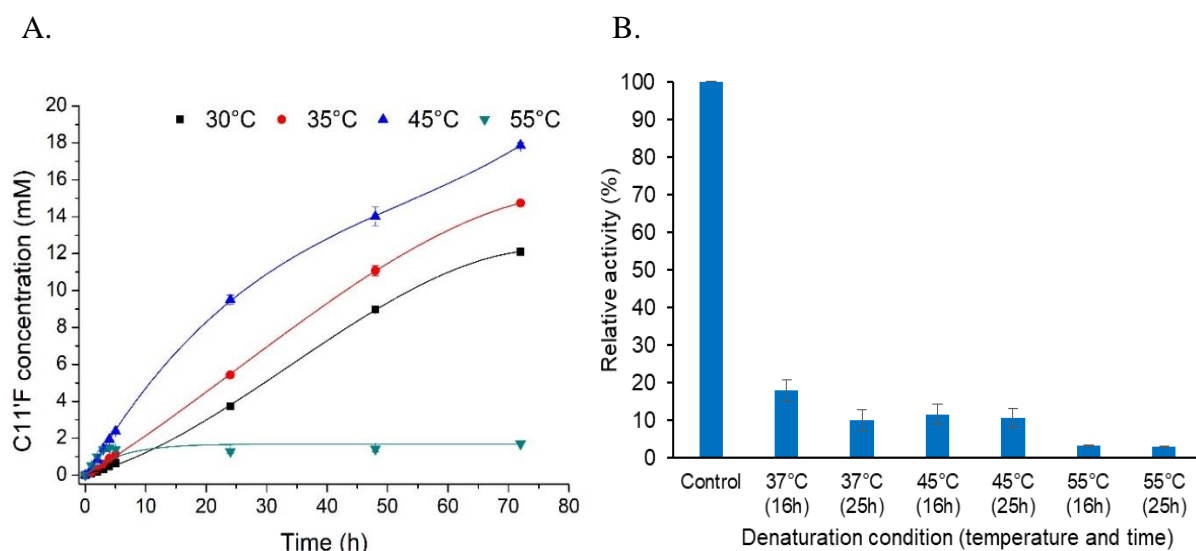 A.
B.
20
18
16
14
12
10
8
6
4
2
0
C11'F concentration (mM)
30°C 35°C 45°C 55°C
0 10 20 30 40 50 60 70 80
Time (h)
100
90
80
70
60
50
40
30
20
10
0
Relative activity (%)
Control 37°C 37°C 45°C 45°C 55°C 55°C
(16h) (25h) (16h) (25h) (16h) (25h)
Denaturation condition (temperature and time)